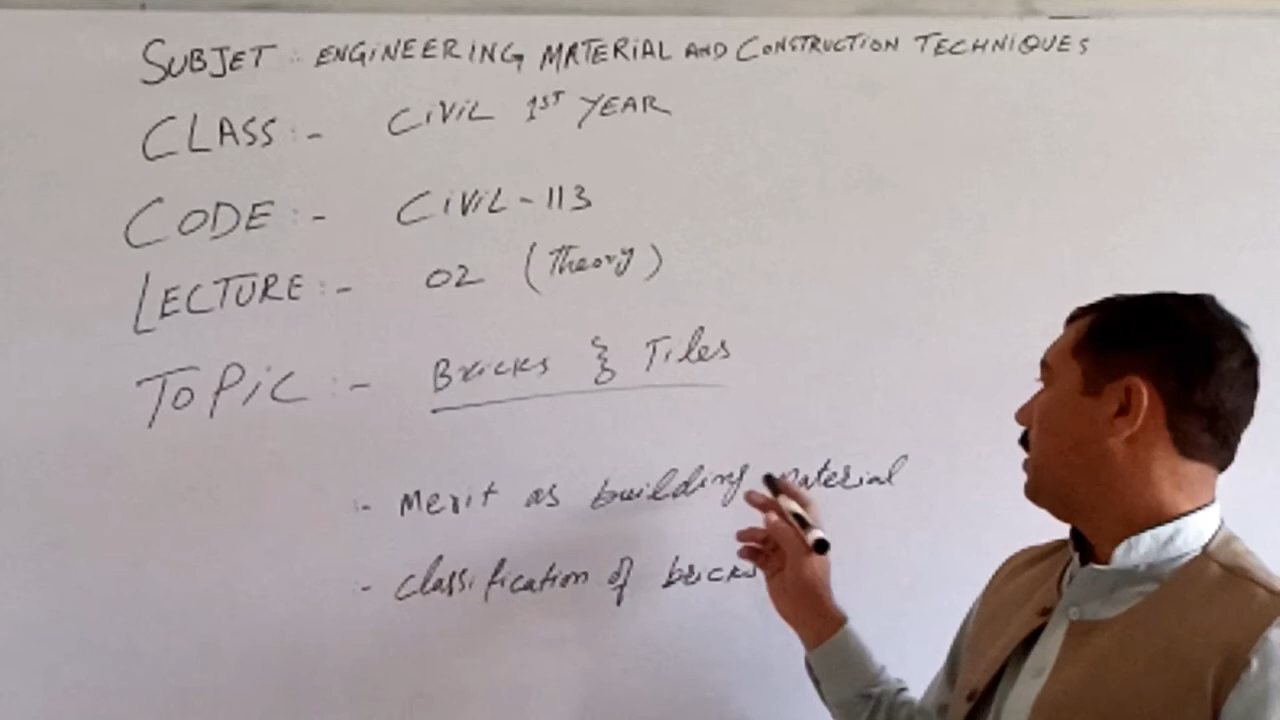 SUBJET :- ENGINEERING MATERIAL AND CONSTRUCTION TECHNIQUES
CLASS :- CIVIL 1ST YEAR
CODE :- CIVIL-113
LECTURE :- 02 (Theory)
TOPIC :- Bricks & Tiles
:- Merit as building material
:- Classification of bricks